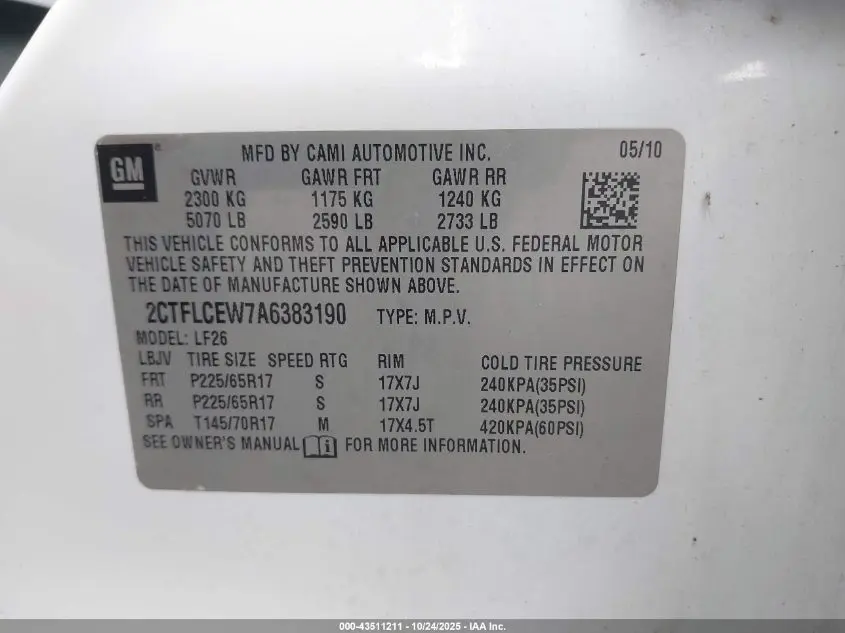 GM
MFD BY CAMI AUTOMOTIVE INC. 05/10
GVWR GAWR FRT GAWR RR
2300 KG 1175 KG 1240 KG
5070 LB 2590 LB 2733 LB
THIS VEHICLE CONFORMS TO ALL APPLICABLE U.S. FEDERAL MOTOR
VEHICLE SAFETY AND THEFT PREVENTION STANDARDS IN EFFECT ON
THE DATE OF MANUFACTURE SHOWN ABOVE.
2CTFLCEW7A6383190 TYPE: M.P.V.
MODEL: LF26
LBJV TIRE SIZE SPEED RTG RIM COLD TIRE PRESSURE
FRT P225/65R17 S 17X7J 240KPA(35PSI)
RR P225/65R17 S 17X7J 240KPA(35PSI)
SPA T145/70R17 M 17X4.5T 420KPA(60PSI)
SEE OWNER'S MANUAL i FOR MORE INFORMATION.
000-43511211 - 10/24/2025 - IAA Inc.